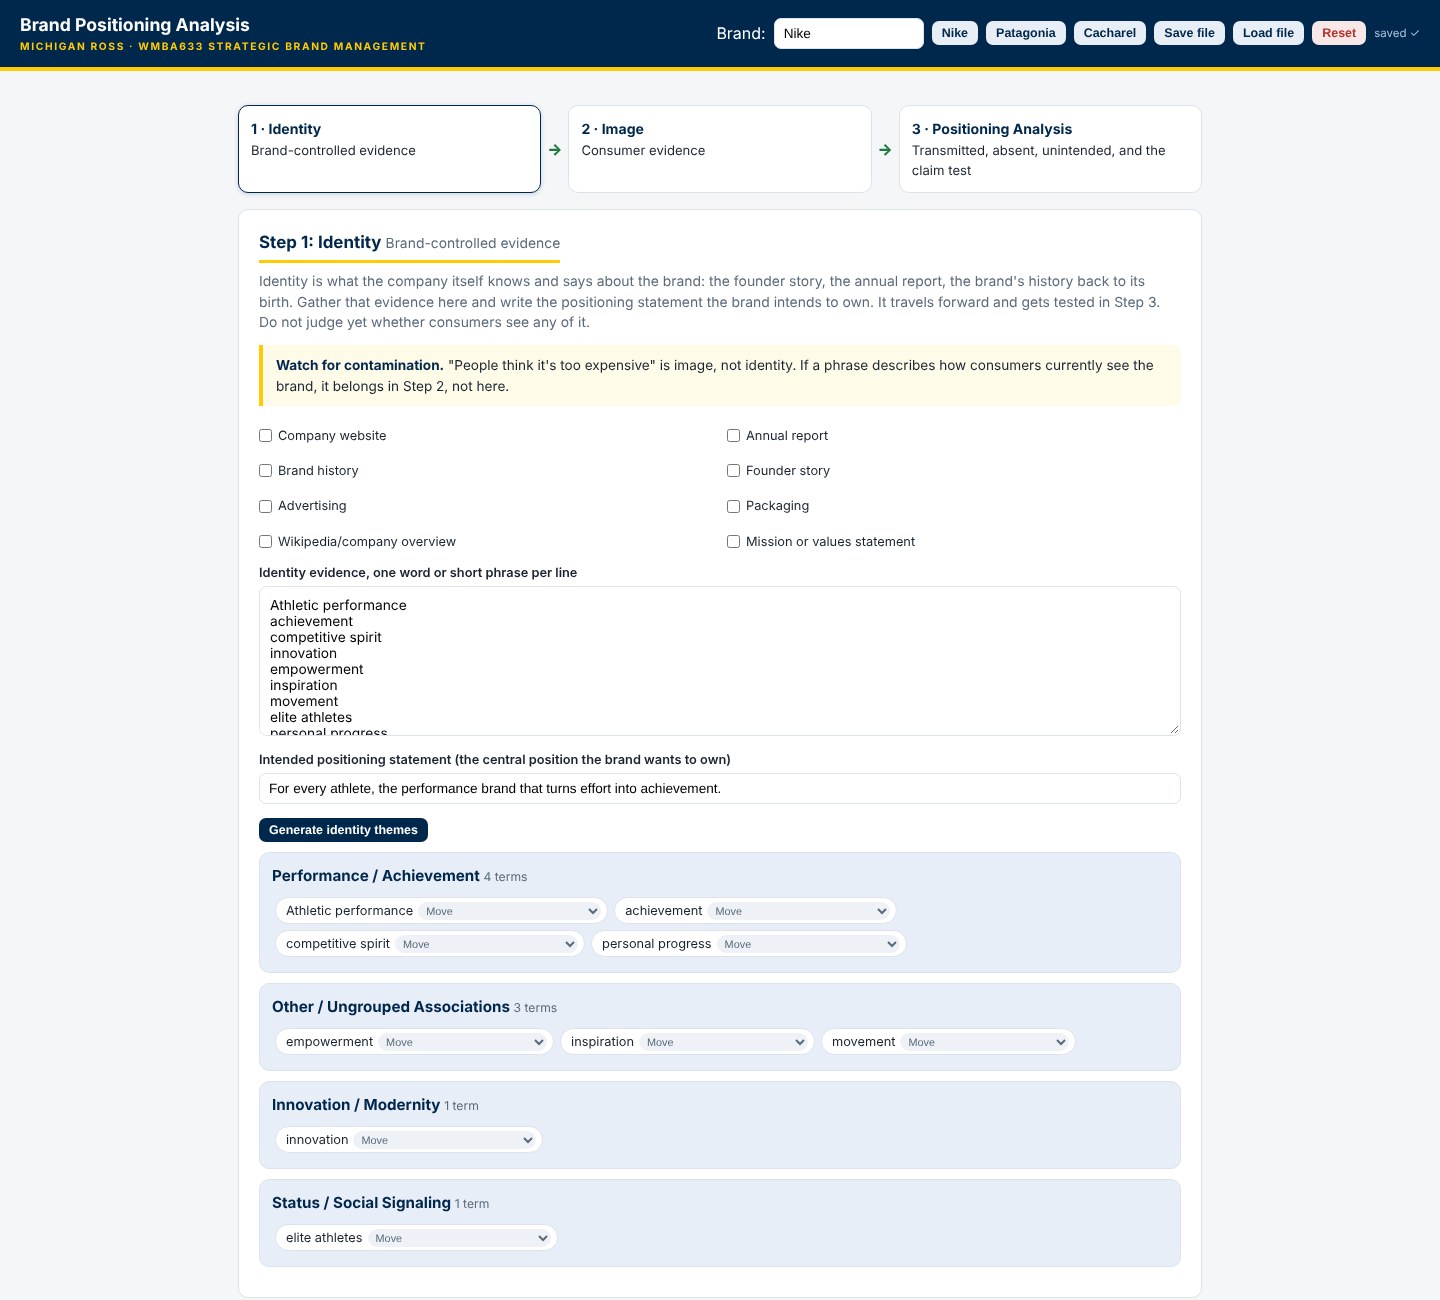 Brand Positioning Analysis
MICHIGAN ROSS · WMBA633 STRATEGIC BRAND MANAGEMENT
Brand: Nike Nike Patagonia Cacharel Save file Load file Reset saved ✓
1 · Identity
Brand-controlled evidence
→
2 · Image
Consumer evidence
→
3 · Positioning Analysis
Transmitted, absent, unintended, and the
claim test
Step 1: Identity Brand-controlled evidence
Identity is what the company itself knows and says about the brand: the founder story, the annual report, the brand's history back to its
birth. Gather that evidence here and write the positioning statement the brand intends to own. It travels forward and gets tested in Step 3.
Do not judge yet whether consumers see any of it.
Watch for contamination. "People think it's too expensive" is image, not identity. If a phrase describes how consumers currently see the
brand, it belongs in Step 2, not here.
Company website
Annual report
Brand history
Founder story
Advertising
Packaging
Wikipedia/company overview
Mission or values statement
Identity evidence, one word or short phrase per line
Athletic performance
achievement
competitive spirit
innovation
empowerment
inspiration
movement
elite athletes
personal progress
Intended positioning statement (the central position the brand wants to own)
For every athlete, the performance brand that turns effort into achievement.
Generate identity themes
Performance / Achievement 4 terms
Athletic performance Move achievement Move
competitive spirit Move personal progress Move
Other / Ungrouped Associations 3 terms
empowerment Move inspiration Move movement Move
Innovation / Modernity 1 term
innovation Move
Status / Social Signaling 1 term
elite athletes Move